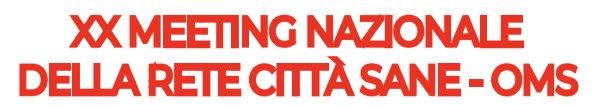 XX MEETING NAZIONALE
DELLA RETE CITTÀ SANE - OMS